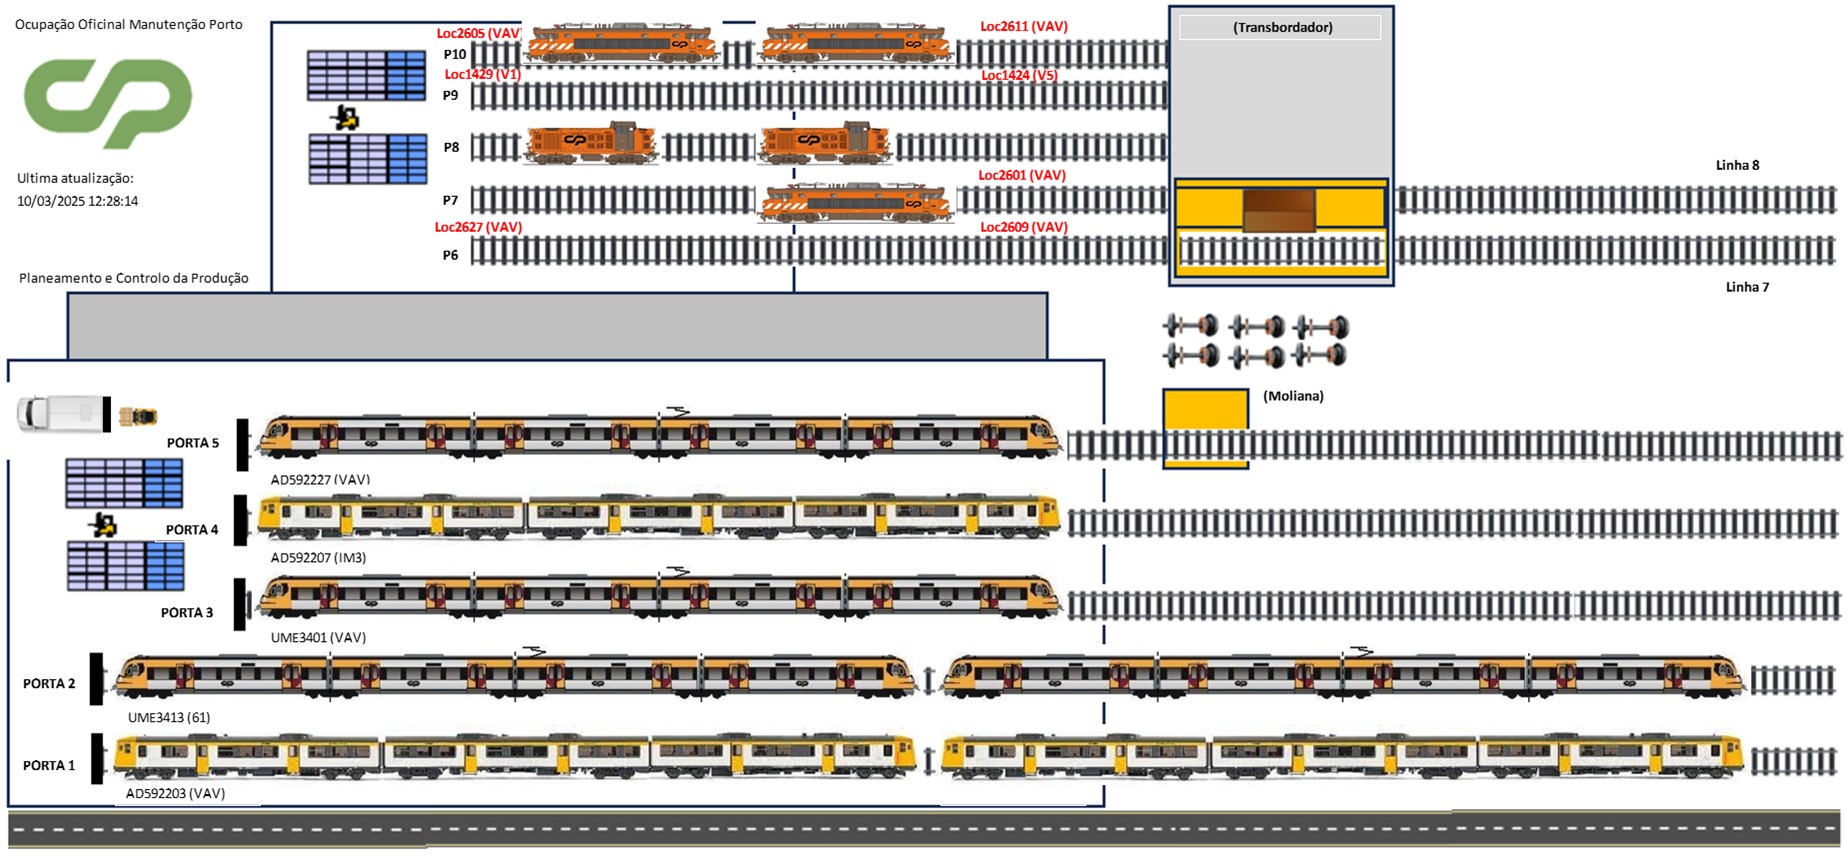 Ocupação Oficinal Manutenção Porto
CP
Ultima atualização:
10/03/2025 12:28:14
Planeamento e Controlo da Produção
Loc2605 (VAV)
Loc2611 (VAV)
P10
Loc1429 (V1)
Loc1424 (V5)
P9
P8
Loc2601 (VAV)
P7
Loc2627 (VAV)
Loc2609 (VAV)
P6
(Transbordador)
Linha 8
Linha 7
(Moliana)
PORTA 5
AD592227 (VAV)
PORTA 4
AD592207 (IM3)
PORTA 3
UME3401 (VAV)
PORTA 2
UME3413 (61)
PORTA 1
AD592203 (VAV)